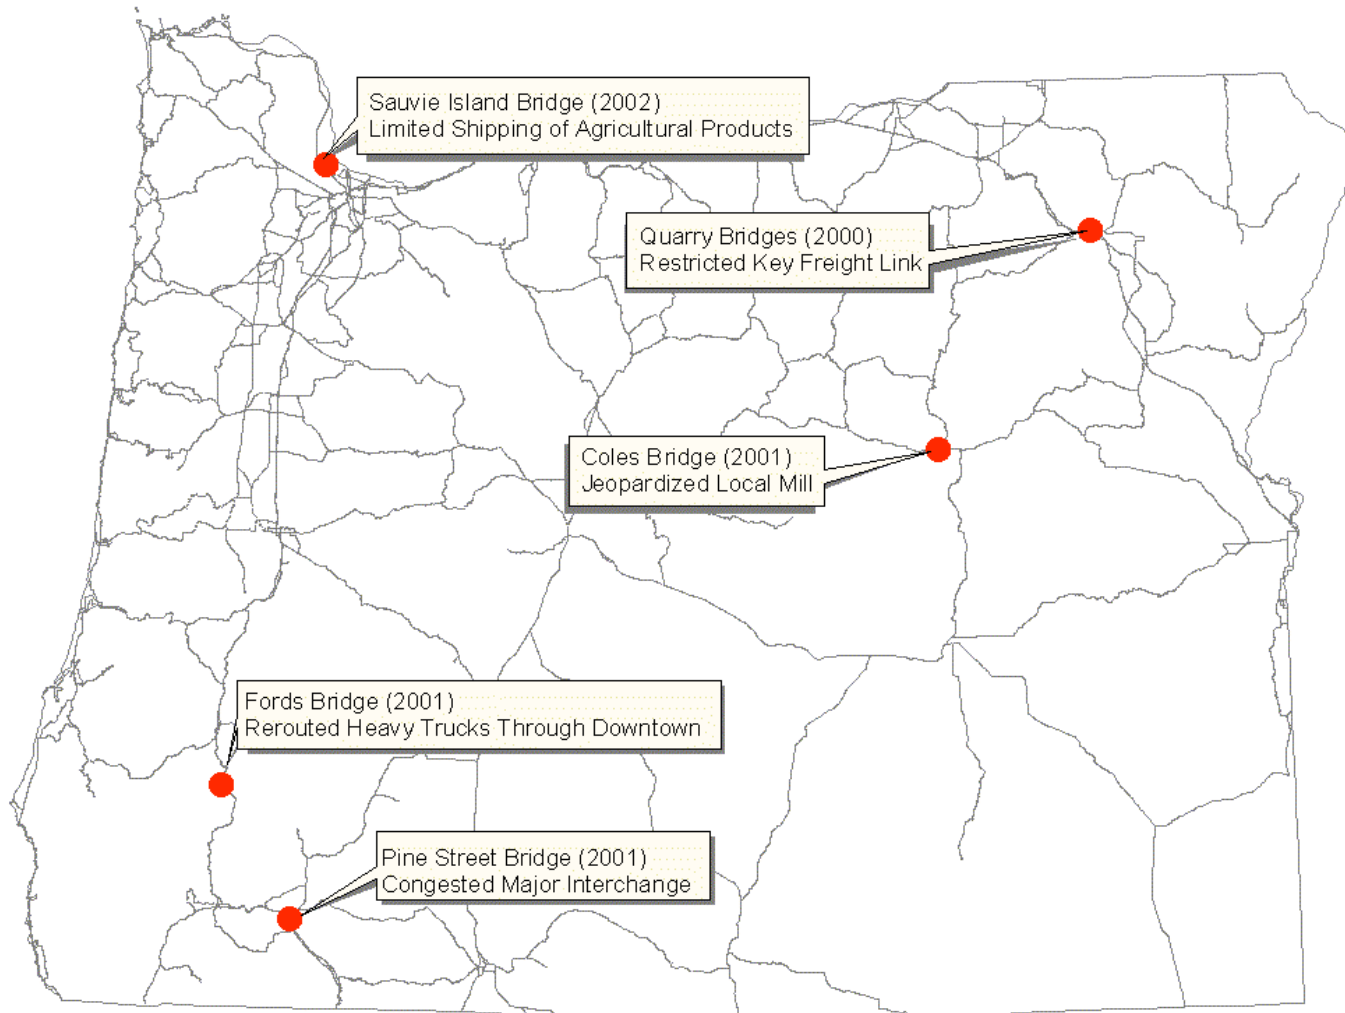 Sauvie Island Bridge (2002)
Limited Shipping of Agricultural Products
Quarry Bridges (2000)
Restricted Key Freight Link
Coles Bridge (2001)
Jeopardized Local Mill
Fords Bridge (2001)
Rerouted Heavy Trucks Through Downtown
Pine Street Bridge (2001)
Congested Major Interchange